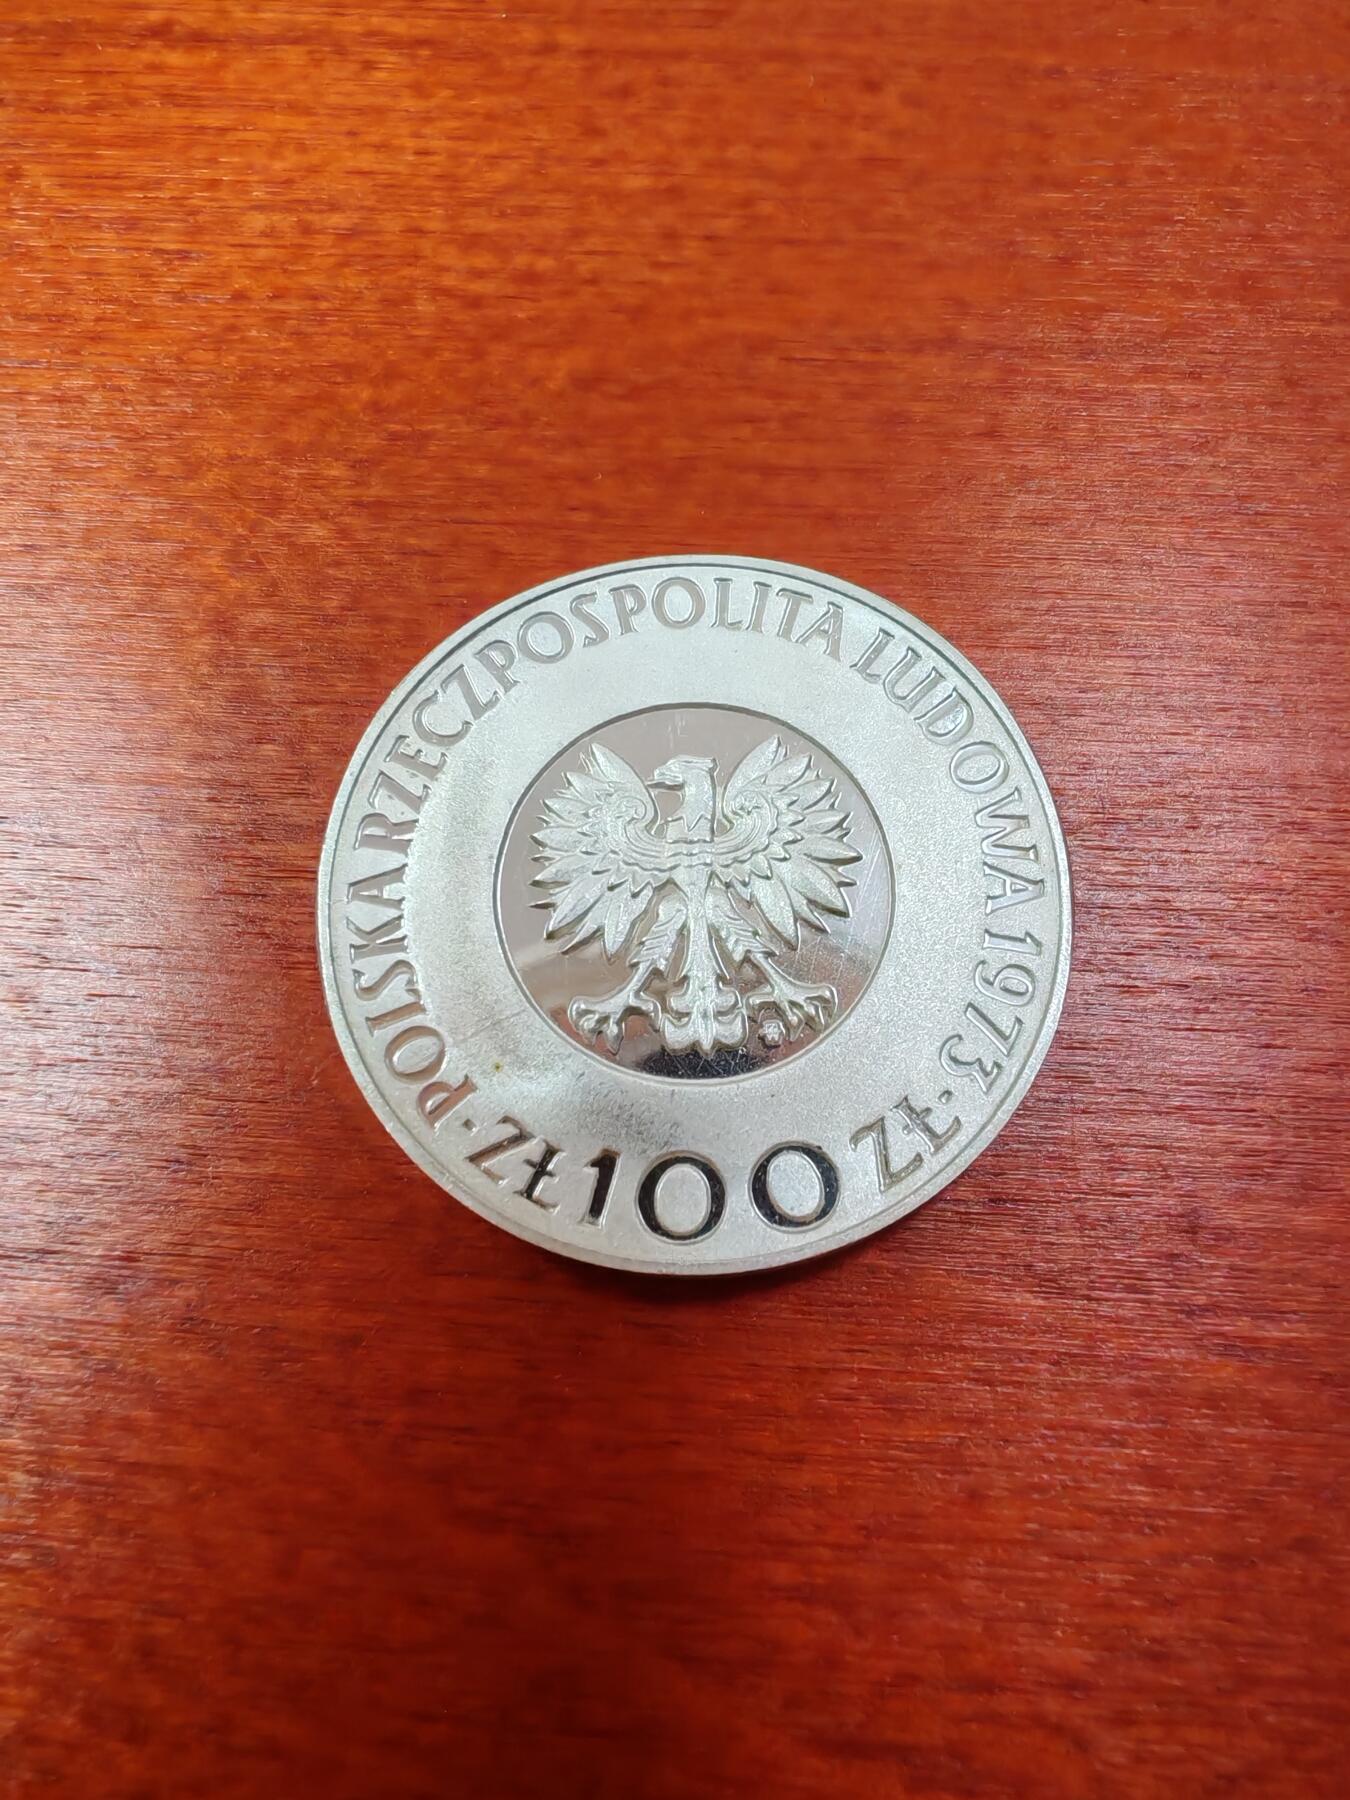 POLSKA RZECZPOSPOLITA LUDOWA 1973 ·
ZŁ 100 ZŁ ·